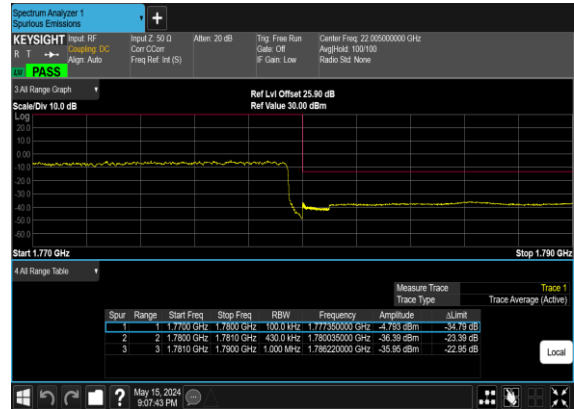 Spectrum Analyzer 1
Spurious Emissions
+
KEYSIGHT Input: RF Input Z: 50 Ω Atten: 20 dB Trig: Free Run Center Freq: 22.005000000 GHz
R T Coupling: DC Corr CCorr Gate: Off Avg|Hold: 100/100
Align: Auto Freq Ref: Int (S) IF Gain: Low Radio Std: None
LW PASS
3 All Range Graph
Ref Lvl Offset 25.90 dB
Scale/Div 10.0 dB Ref Value 30.00 dBm
Log
20.0
10.0
0.00
-10.0
-20.0
-30.0
-40.0
-50.0
-60.0
Start 1.770 GHz Stop 1.790 GHz
4 All Range Table
Measure Trace Trace 1
Trace Type Trace Average (Active)
Spur Range Start Freq Stop Freq RBW Frequency Amplitude ΔLimit
1 1 1.7700 GHz 1.7800 GHz 100.0 kHz 1.777350000 GHz -4.793 dBm -34.79 dB
2 2 1.7800 GHz 1.7810 GHz 430.0 kHz 1.780035000 GHz -36.39 dBm -23.39 dB
3 3 1.7810 GHz 1.7900 GHz 1.000 MHz 1.786220000 GHz -35.95 dBm -22.95 dB
Local
? May 15, 2024
9:07:43 PM